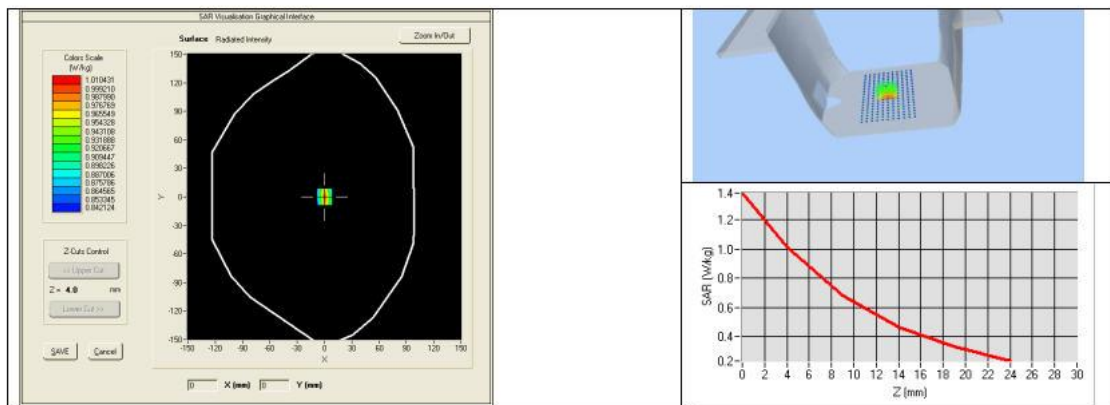 SAR Visualisation Graphical Interface
Surface Radiated Intensity
Zoom In/Out
Colors Scale
(W/kg)
1.010431
0.999210
0.987990
0.976769
0.965549
0.954328
0.943108
0.931888
0.920667
0.909447
0.898226
0.887006
0.875786
0.864565
0.853345
0.842124
Z-Cuts Control
<< Upper Cut
Z = 4.0 mm
Lower Cut >>
SAVE Cancel
150
120
90
60
30
0
-30
-60
-90
-120
-150
Y
-150 -120 -90 -60 -30 0 30 60 90 120 150
X
0 X (mm) 0 Y (mm)
1.4
1.2
1.0
0.8
0.6
0.4
0.2
SAR (W/kg)
0 2 4 6 8 10 12 14 16 18 20 22 24 26 28 30
Z (mm)